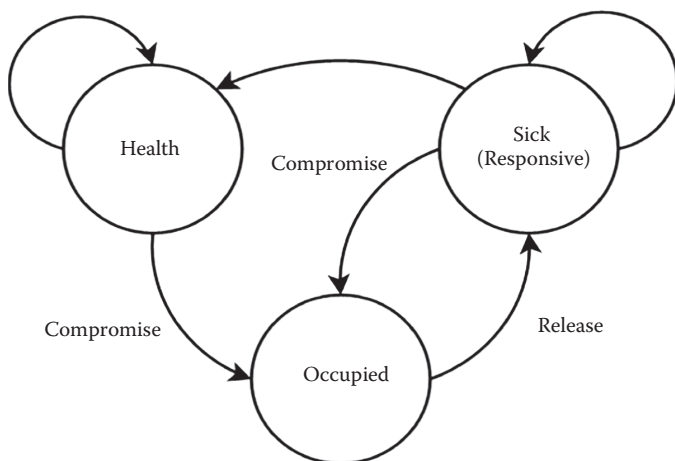 Health
Sick
(Responsive)
Compromise
Compromise
Release
Occupied